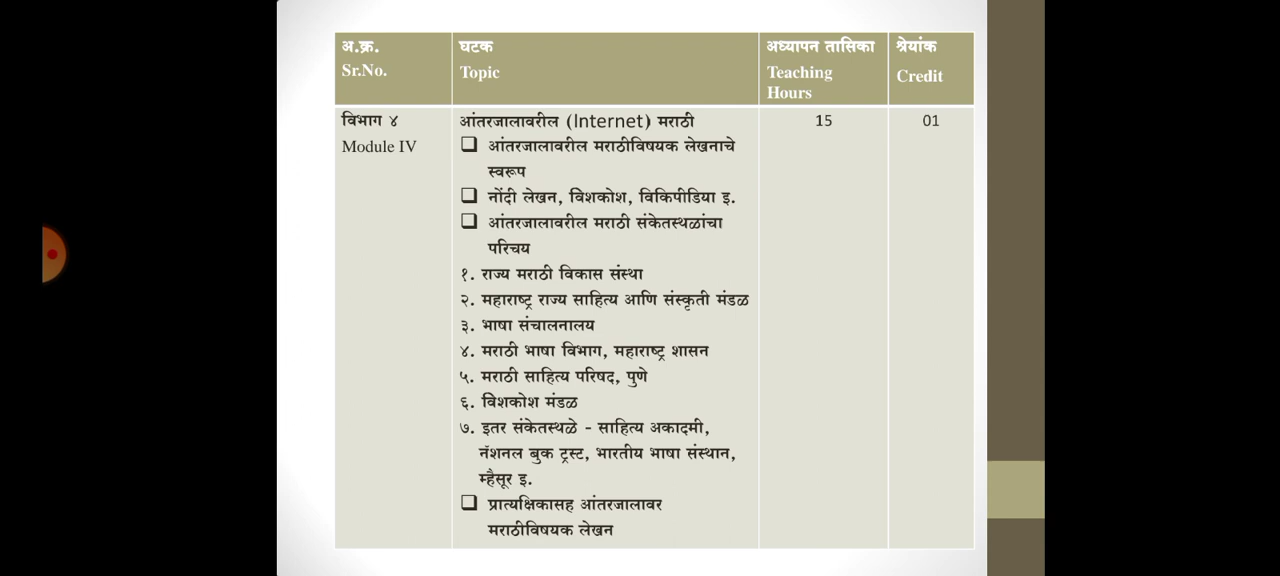 अ.क्र.
Sr.No.
घटक
Topic
अध्यापन तासिका
Teaching
Hours
श्रेयांक
Credit
विभाग ४
Module IV
आंतरजालावरील (Internet) मराठी
❑ आंतरजालावरील मराठीविषयक लेखनाचे
स्वरूप
❑ नोंदी लेखन, विशकोश, विकिपीडिया इ.
❑ आंतरजालावरील मराठी संकेतस्थळांचा
परिचय
१. राज्य मराठी विकास संस्था
२. महाराष्ट्र राज्य साहित्य आणि संस्कृती मंडळ
३. भाषा संचालनालय
४. मराठी भाषा विभाग, महाराष्ट्र शासन
५. मराठी साहित्य परिषद, पुणे
६. विशकोश मंडळ
७. इतर संकेतस्थळे - साहित्य अकादमी,
नॅशनल बुक ट्रस्ट, भारतीय भाषा संस्थान,
म्हैसूर इ.
❑ प्रात्यक्षिकासह आंतरजालावर
मराठीविषयक लेखन
15
01